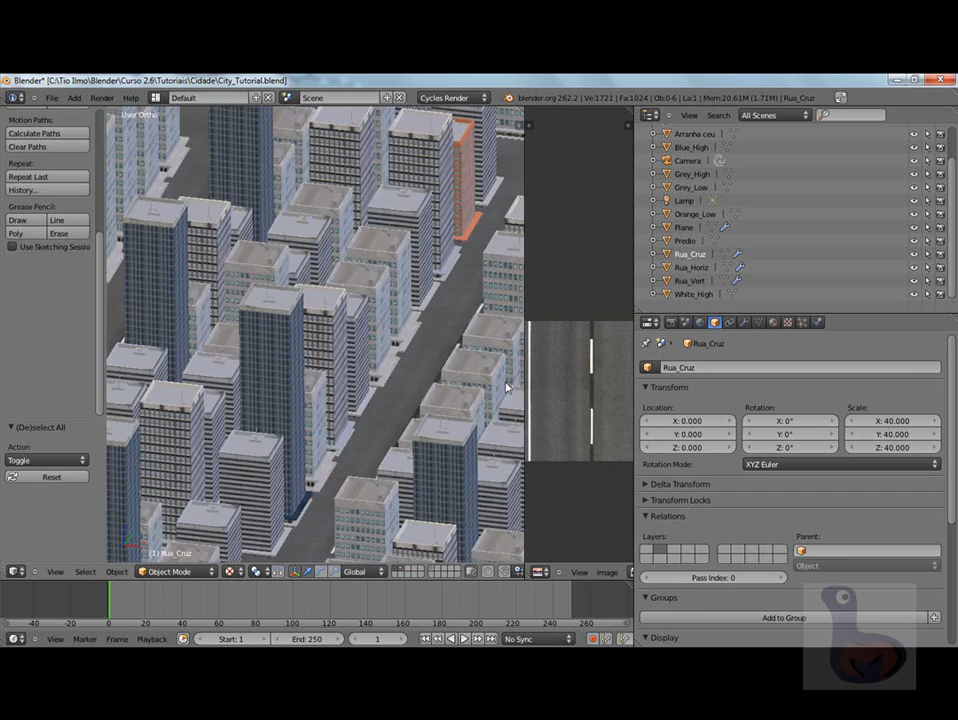 Blender* [C:\Tio Ilmo\Blender\Curso 2.6\Tutoriais\Cidade\City_Tutorial.blend]
File Add Render Help Default Scene Cycles Render blender.org 262.2 | Ve:1721 | Fa:1024 | Ob:0-6 | La:1 | Mem:20.61M (1.71M) | Rua_Cruz
Motion Paths:
Calculate Paths
Clear Paths
Repeat:
Repeat Last
History...
Grease Pencil:
Draw Line
Poly Erase
Use Sketching Sessio
(De)select All
Action
Toggle
Reset
User Ortho
(1) Rua_Cruz
View Select Object Object Mode Global
View Image
View Search All Scenes
Arranha ceu
Blue_High
Camera
Grey_High
Grey_Low
Lamp
Orange_Low
Plane
Predio
Rua_Cruz
Rua_Horiz
Rua_Vert
White_High
Rua_Cruz
Rua_Cruz
Transform
Location: Rotation: Scale:
X: 0.000 X: 0° X: 40.000
Y: 0.000 Y: 0° Y: 40.000
Z: 0.000 Z: 0° Z: 40.000
Rotation Mode: XYZ Euler
Delta Transform
Transform Locks
Relations
Layers: Parent:
Object
Pass Index: 0
Groups
Add to Group
Display
-40 -20 0 20 40 60 80 100 120 140 160 180 200 220 240 260
View Marker Frame Playback Start: 1 End: 250 1 No Sync